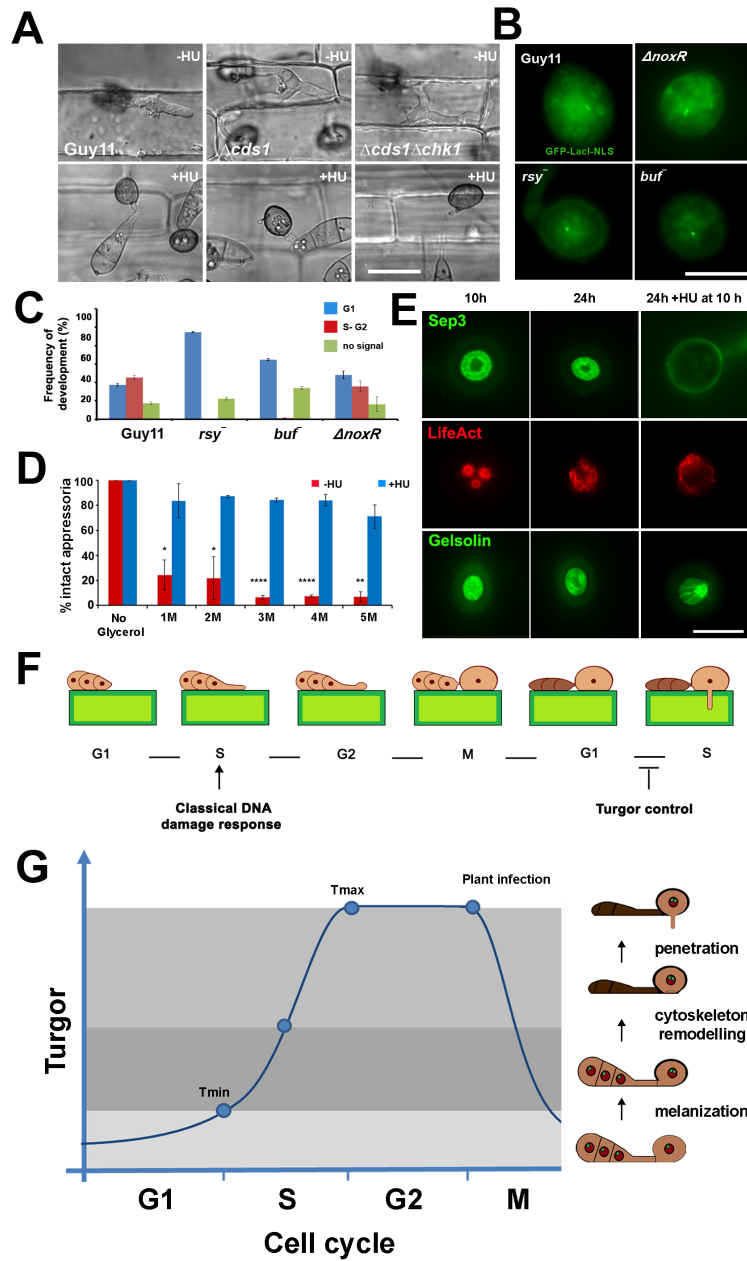 A
-HU
-HU
-HU
Guy11
Δcds1
Δcds1Δchk1
+HU
+HU
+HU
B
Guy11
ΔnoxR
GFP-LacI-NLS
rsy⁻
buf⁻
C
Frequency of
development (%)
100
80
60
40
20
0
G1
S- G2
no signal
Guy11
rsy⁻
buf⁻
ΔnoxR
D
% intact appressoria
100
80
60
40
20
0
-HU
+HU
*
*
****
****
**
No
Glycerol
1M
2M
3M
4M
5M
E
10h
24h
24h +HU at 10 h
Sep3
LifeAct
Gelsolin
F
G1
S
G2
M
G1
S
Classical DNA
damage response
Turgor control
G
Turgor
Tmin
Tmax
Plant infection
G1
S
G2
M
Cell cycle
penetration
cytoskeleton
remodelling
melanization